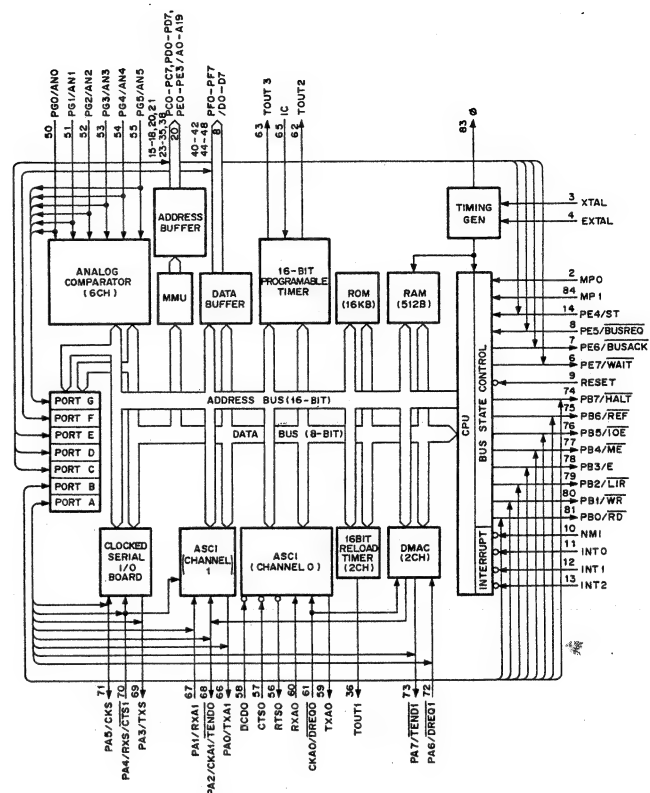 50 PG0/AN0
51 PG1/AN1
52 PG2/AN2
53 PG3/AN3
54 PG4/AN4
55 PG5/AN5
15-18,20,21
23-35,38
PC0-PC7,PD0-PD7,
PE0-PE3/A0-A19
20
40-42
44-48
PF0-PF7
/D0-D7
8
63 TOUT 3
65 IC
62 TOUT2
83 Ø
ANALOG
COMPARATOR
(6CH)
ADDRESS
BUFFER
MMU
DATA
BUFFER
16-BIT
PROGRAMABLE
TIMER
ROM
(16KB)
RAM
(512B)
TIMING
GEN
3 XTAL
4 EXTAL
CPU
BUS STATE CONTROL
INTERRUPT
2 MP0
84 MP1
14 PE4/ST
8 PE5/BUSREQ
7 PE6/BUSACK
6 PE7/WAIT
9 RESET
74 PB7/HALT
75 PB6/REF
76 PB5/IOE
77 PB4/ME
78 PB3/E
79 PB2/LIR
80 PB1/WR
81 PB0/RD
10 NMI
11 INT0
12 INT1
13 INT2
ADDRESS BUS(16-BIT)
DATA BUS (8-BIT)
PORT G
PORT F
PORT E
PORT D
PORT C
PORT B
PORT A
CLOCKED
SERIAL
I/O
BOARD
ASCI
(CHANNEL
1
ASCI
(CHANNEL 0)
16BIT
RELOAD
TIMER
(2CH)
DMAC
(2CH)
71 PA5/CKS
70 PA4/RXS/CTS1
69 PA3/TXS
67 PA1/RXA1
68 PA2/CKA1/TEND0
66 PA0/TXA1
58 DCD0
57 CTS0
56 RTS0
60 RXA0
61 CKA0/DREQ0
59 TXA0
36 TOUT1
73 PA7/TEND1
72 PA6/DREQ1